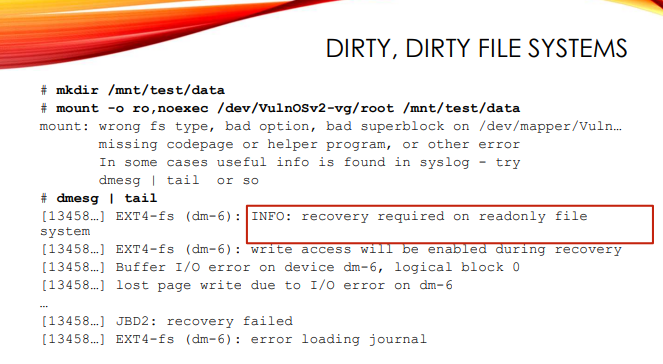 DIRTY, DIRTY FILE SYSTEMS
# mkdir /mnt/test/data
# mount -o ro,noexec /dev/VulnOSv2-vg/root /mnt/test/data
mount: wrong fs type, bad option, bad superblock on /dev/mapper/Vuln…
missing codepage or helper program, or other error
In some cases useful info is found in syslog - try
dmesg | tail  or so
# dmesg | tail
[13458…] EXT4-fs (dm-6): INFO: recovery required on readonly file
system
[13458…] EXT4-fs (dm-6): write access will be enabled during recovery
[13458…] Buffer I/O error on device dm-6, logical block 0
[13458…] lost page write due to I/O error on dm-6
…
[13458…] JBD2: recovery failed
[13458…] EXT4-fs (dm-6): error loading journal